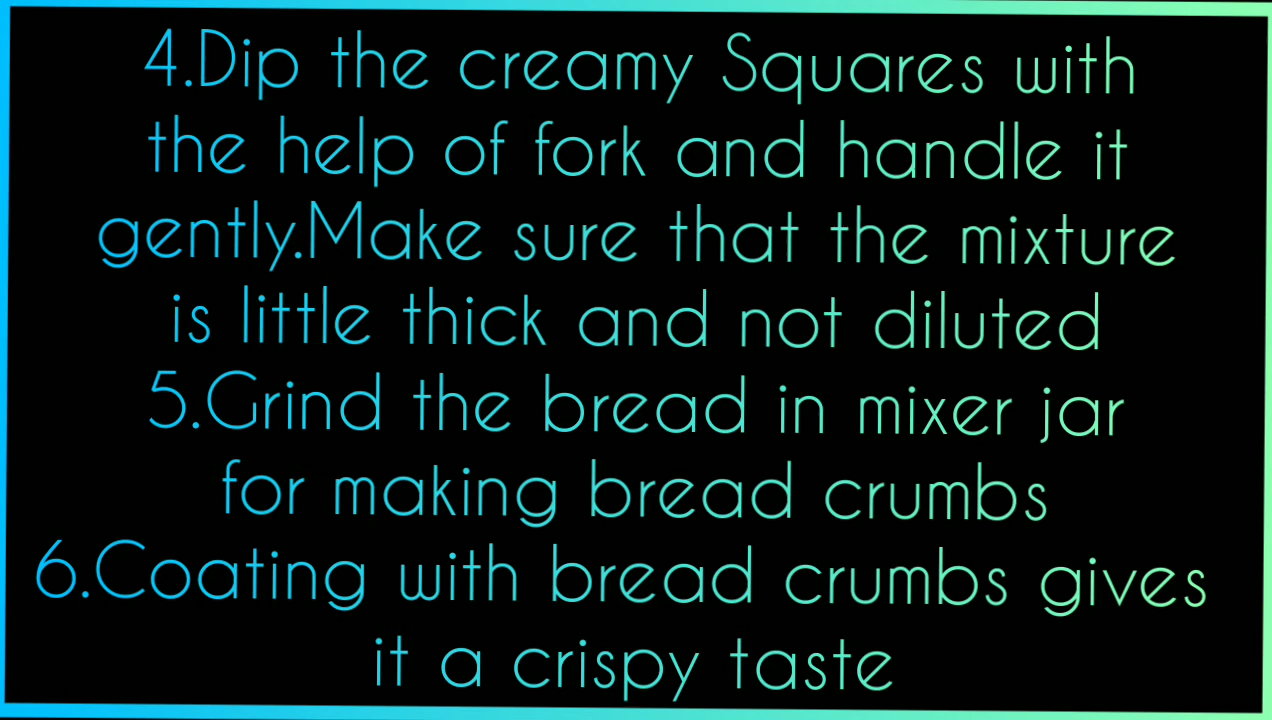 4.Dip the creamy Squares with
the help of fork and handle it
gently.Make sure that the mixture
is little thick and not diluted
5.Grind the bread in mixer jar
for making bread crumbs
6.Coating with bread crumbs gives
it a crispy taste